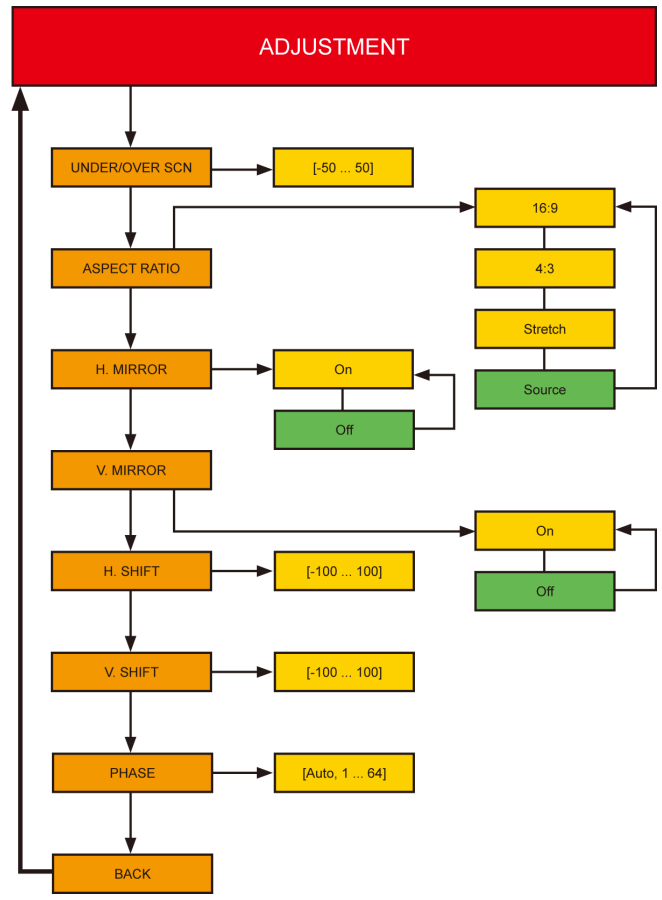 ADJUSTMENT
UNDER/OVER SCN
[-50 ... 50]
16:9
ASPECT RATIO
4:3
Stretch
H. MIRROR
On
Source
Off
V. MIRROR
On
H. SHIFT
[-100 ... 100]
Off
V. SHIFT
[-100 ... 100]
PHASE
[Auto, 1 ... 64]
BACK